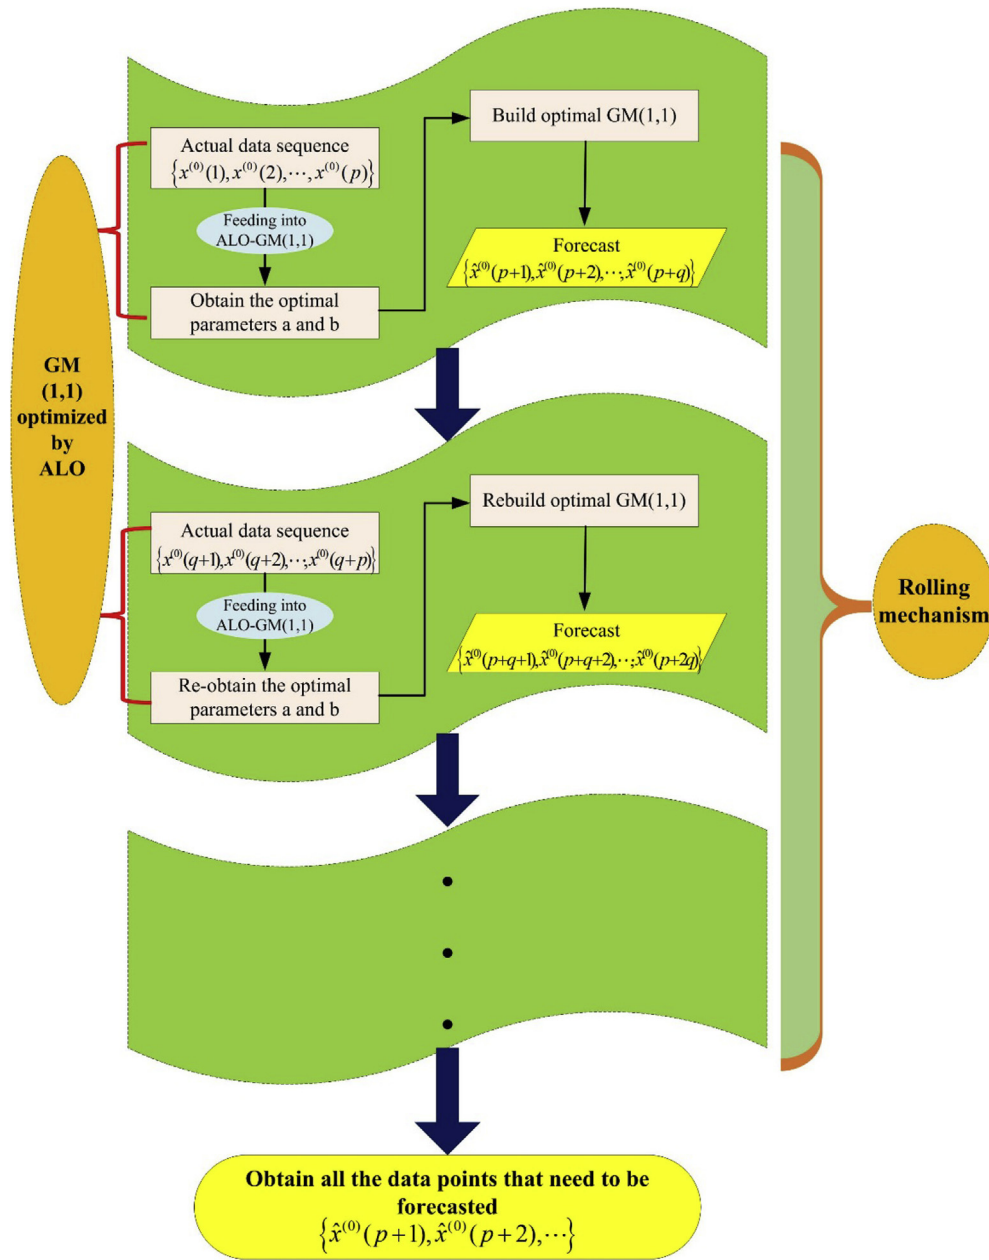 GM
(1,1)
optimized
by
ALO
Actual data sequence
{x⁽⁰⁾(1), x⁽⁰⁾(2), ⋯, x⁽⁰⁾(p)}
Feeding into
ALO-GM(1,1)
Obtain the optimal
parameters a and b
Build optimal GM(1,1)
Forecast
{x̂⁽⁰⁾(p+1), x̂⁽⁰⁾(p+2), ⋯, x̂⁽⁰⁾(p+q)}
Actual data sequence
{x⁽⁰⁾(q+1), x⁽⁰⁾(q+2), ⋯, x⁽⁰⁾(q+p)}
Feeding into
ALO-GM(1,1)
Re-obtain the optimal
parameters a and b
Rebuild optimal GM(1,1)
Forecast
{x̂⁽⁰⁾(p+q+1), x̂⁽⁰⁾(p+q+2), ⋯, x̂⁽⁰⁾(p+2q)}
Rolling
mechanism
Obtain all the data points that need to be
forecasted
{x̂⁽⁰⁾(p+1), x̂⁽⁰⁾(p+2), ⋯}